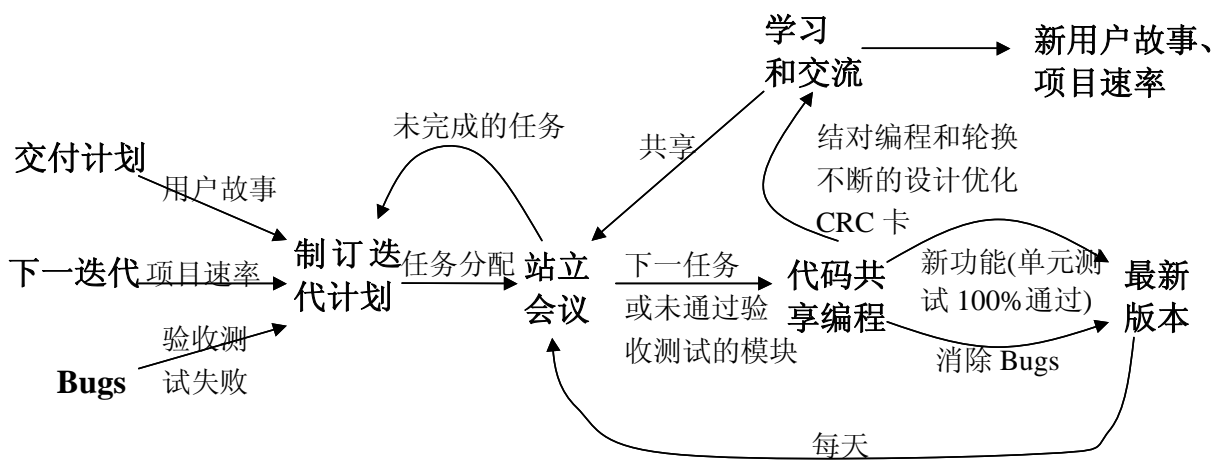 学习
和交流
新用户故事、
项目速率
未完成的任务
共享
结对编程和轮换
不断的设计优化
CRC 卡
交付计划
用户故事
下一迭代
项目速率
制订迭
代计划
任务分配
站立
会议
下一任务
或未通过验
收测试的模块
代码共
享编程
新功能(单元测
试 100%通过)
最新
版本
验收测
试失败
Bugs
消除 Bugs
每天